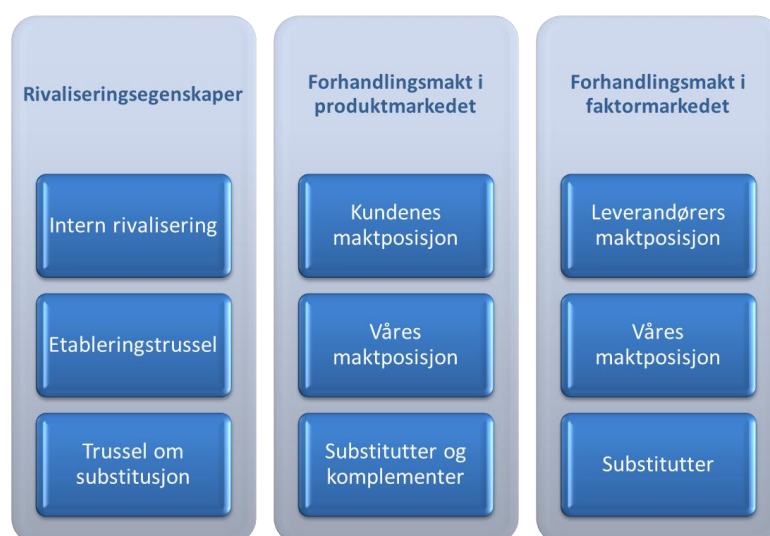 Rivaliseringsegenskaper
Intern rivalisering
Etableringstrussel
Trussel om
substitusjon
Forhandlingsmakt i
produktmarkedet
Kundenes
maktposisjon
Våres
maktposisjon
Substitutter og
komplementer
Forhandlingsmakt i
faktormarkedet
Leverandørers
maktposisjon
Våres
maktposisjon
Substitutter